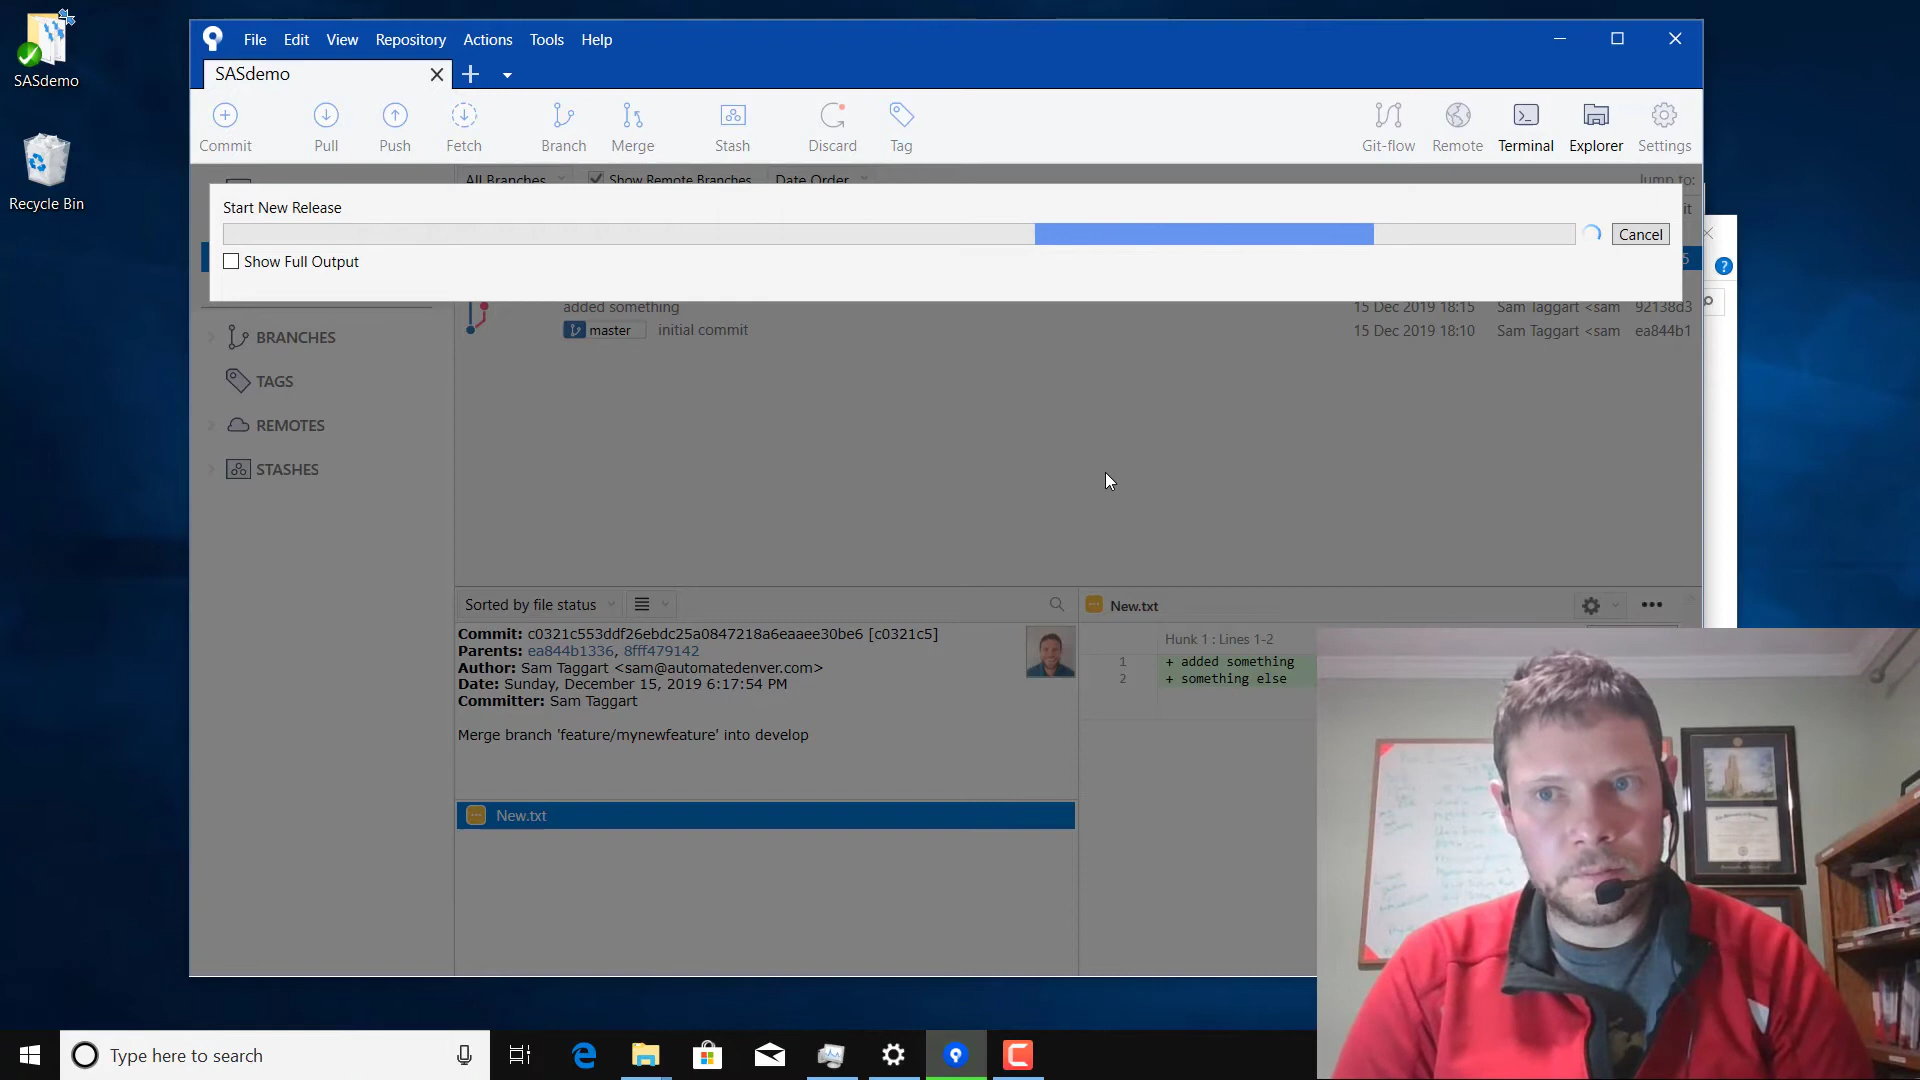 SASdemo
Recycle Bin
File Edit View Repository Actions Tools Help
SASdemo
Commit Pull Push Fetch Branch Merge Stash Discard Tag Git-flow Remote Terminal Explorer Settings
All Branches Show Remote Branches Date Order Jump to:
Start New Release
Cancel
Show Full Output
added something 15 Dec 2019 18:15 Sam Taggart <sam 92138d3
master initial commit 15 Dec 2019 18:10 Sam Taggart <sam ea844b1
BRANCHES
TAGS
REMOTES
STASHES
Sorted by file status
Commit: c0321c553ddf26ebdc25a0847218a6eaaee30be6 [c0321c5]
Parents: ea844b1336, 8fff479142
Author: Sam Taggart <sam@automatedenver.com>
Date: Sunday, December 15, 2019 6:17:54 PM
Committer: Sam Taggart
Merge branch 'feature/mynewfeature' into develop
New.txt
New.txt
Hunk 1 : Lines 1-2
1 + added something
2 + something else
Type here to search